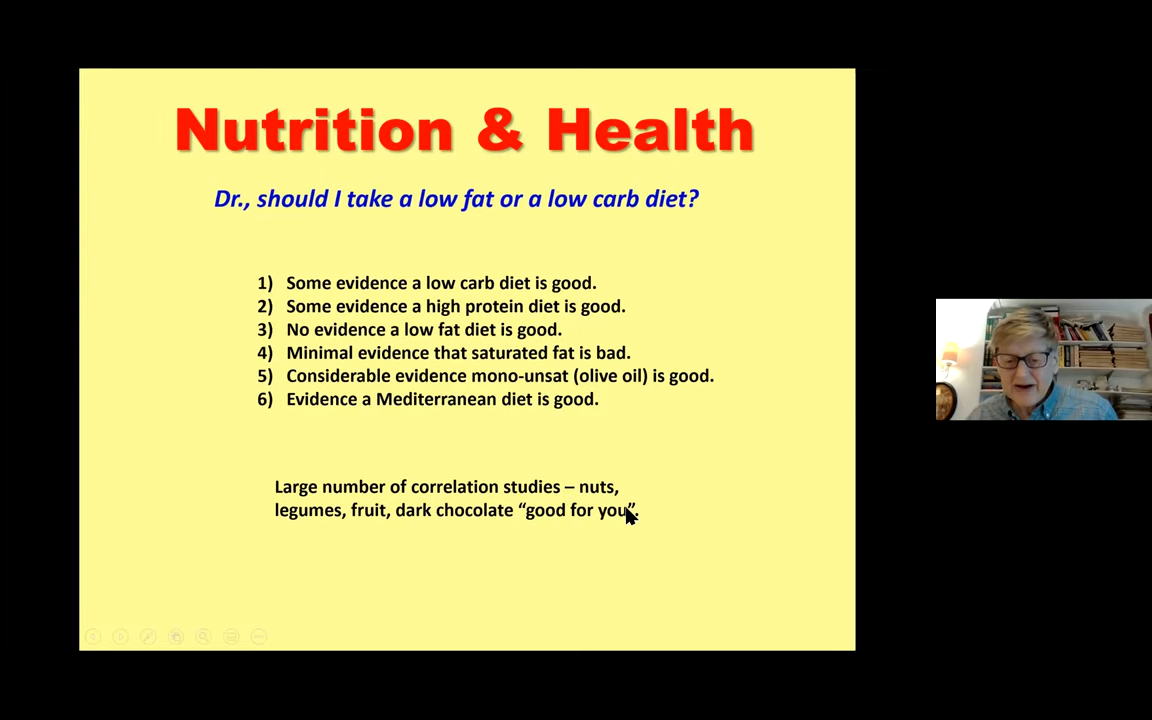 Nutrition & Health
Dr., should I take a low fat or a low carb diet?
1) Some evidence a low carb diet is good.
2) Some evidence a high protein diet is good.
3) No evidence a low fat diet is good.
4) Minimal evidence that saturated fat is bad.
5) Considerable evidence mono-unsat (olive oil) is good.
6) Evidence a Mediterranean diet is good.
Large number of correlation studies – nuts,
legumes, fruit, dark chocolate “good for you”.